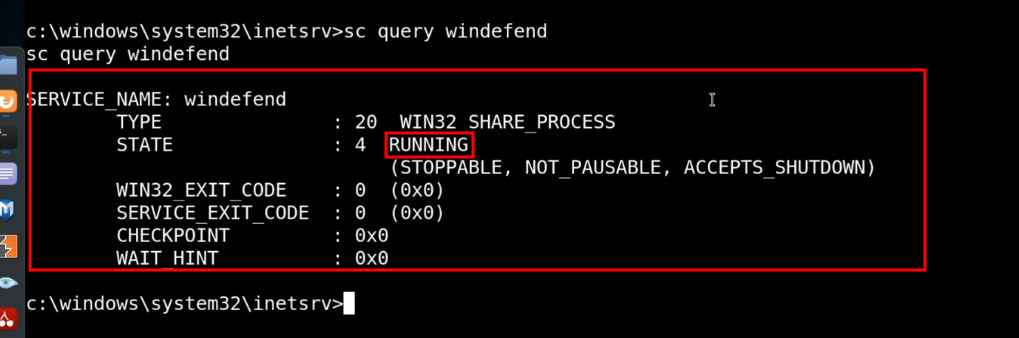 c:\windows\system32\inetsrv>sc query windefend
sc query windefend
SERVICE_NAME: windefend
TYPE : 20 WIN32_SHARE_PROCESS
STATE : 4 RUNNING
(STOPPABLE, NOT_PAUSABLE, ACCEPTS_SHUTDOWN)
WIN32_EXIT_CODE : 0 (0x0)
SERVICE_EXIT_CODE : 0 (0x0)
CHECKPOINT : 0x0
WAIT_HINT : 0x0
c:\windows\system32\inetsrv>